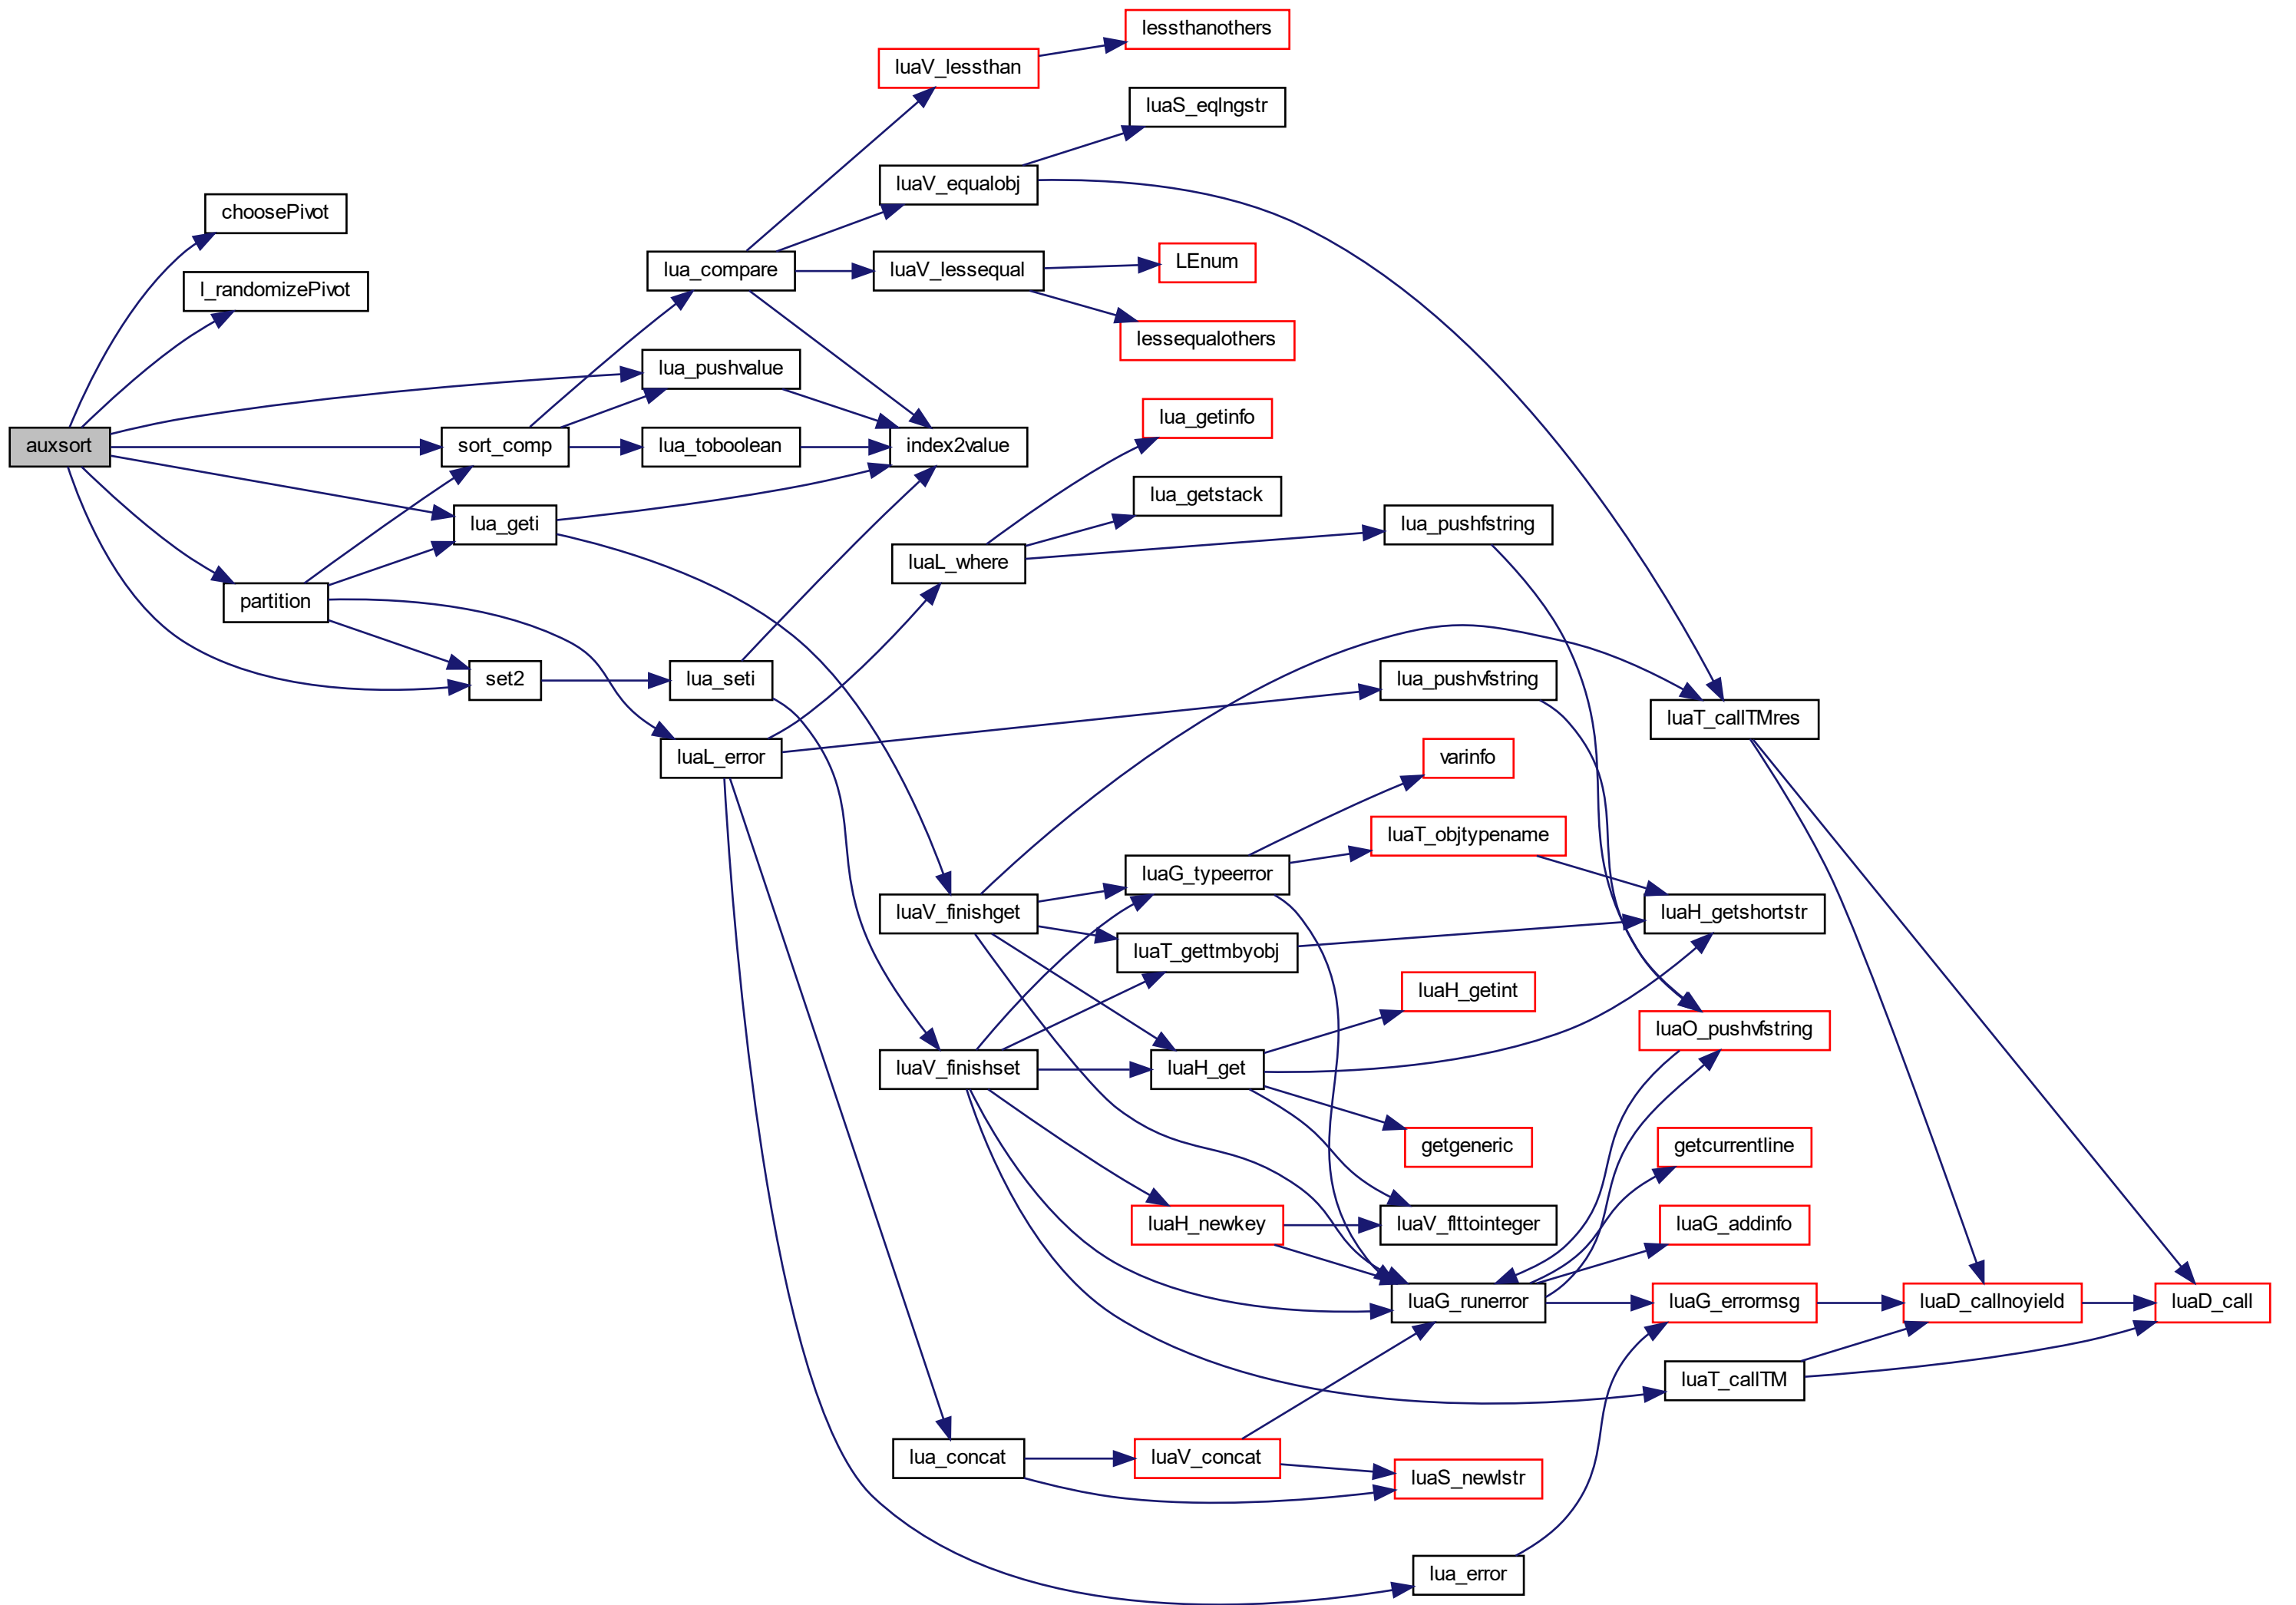 lessthanothers
luaV_lessthan
luaS_eqlngstr
luaV_equalobj
choosePivot
LEnum
lua_compare
luaV_lessequal
l_randomizePivot
lessequalothers
lua_pushvalue
lua_getinfo
auxsort
sort_comp
lua_toboolean
index2value
lua_getstack
lua_geti
lua_pushfstring
luaL_where
partition
set2
lua_seti
lua_pushvfstring
luaT_callTMres
luaL_error
varinfo
luaT_objtypename
luaG_typeerror
luaV_finishget
luaH_getshortstr
luaT_gettmbyobj
luaH_getint
luaO_pushvfstring
luaV_finishset
luaH_get
getgeneric
getcurrentline
luaH_newkey
luaV_flttointeger
luaG_addinfo
luaG_runerror
luaG_errormsg
luaD_callnoyield
luaD_call
luaT_callTM
lua_concat
luaV_concat
luaS_newlstr
lua_error